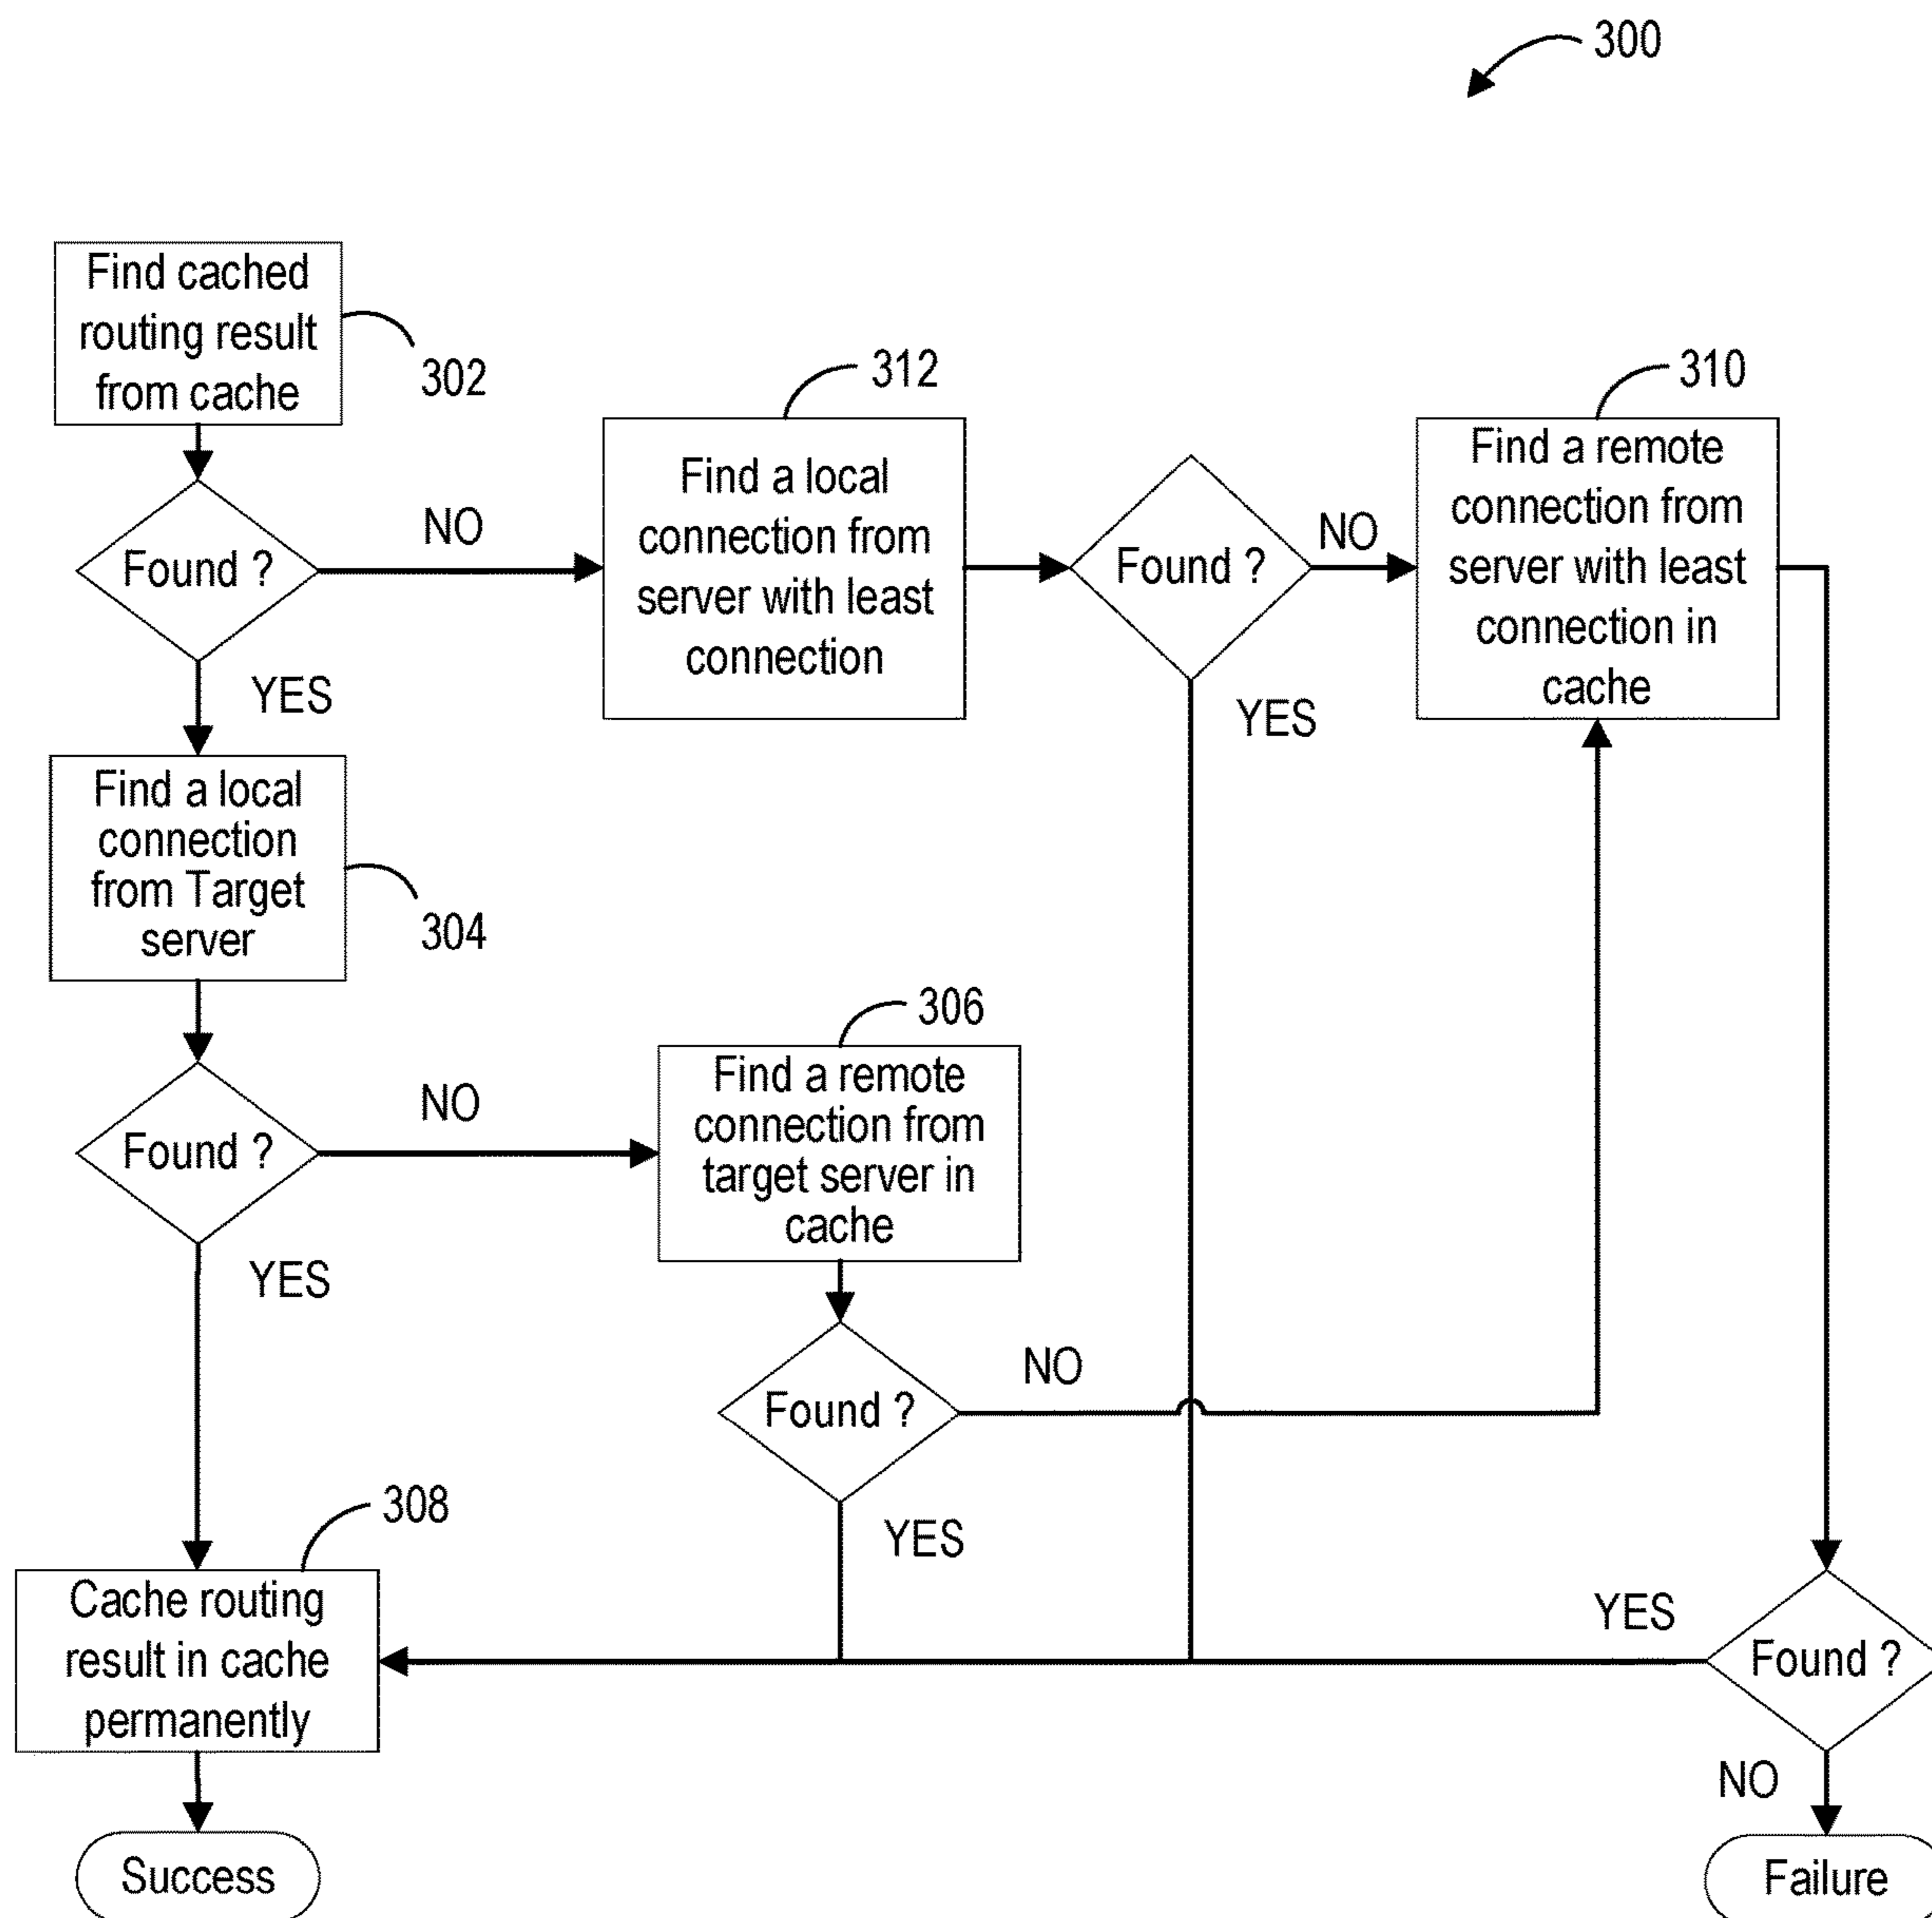 300
Find cached
routing result
from cache
302
Found ?
NO
YES
312
Find a local
connection from
server with least
connection
Found ?
NO
YES
310
Find a remote
connection from
server with least
connection in
cache
Find a local
connection
from Target
server
304
Found ?
NO
YES
306
Find a remote
connection from
target server in
cache
Found ?
NO
YES
308
Cache routing
result in cache
permanently
YES
Found ?
NO
Success
Failure